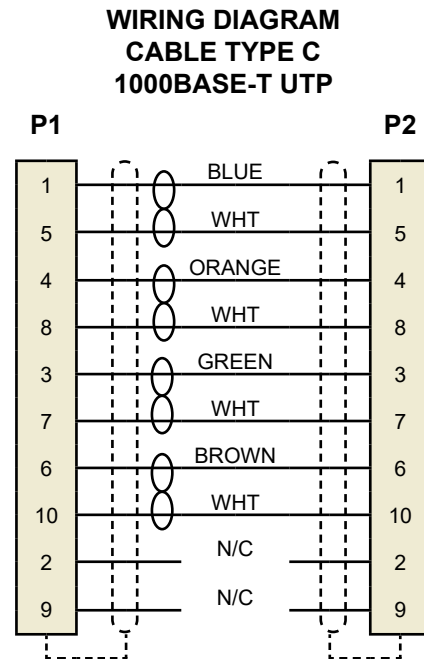 WIRING DIAGRAM
CABLE TYPE C
1000BASE-T UTP
P1 P2
1 BLUE 1
5 WHT 5
4 ORANGE 4
8 WHT 8
3 GREEN 3
7 WHT 7
6 BROWN 6
10 WHT 10
2 N/C 2
9 N/C 9